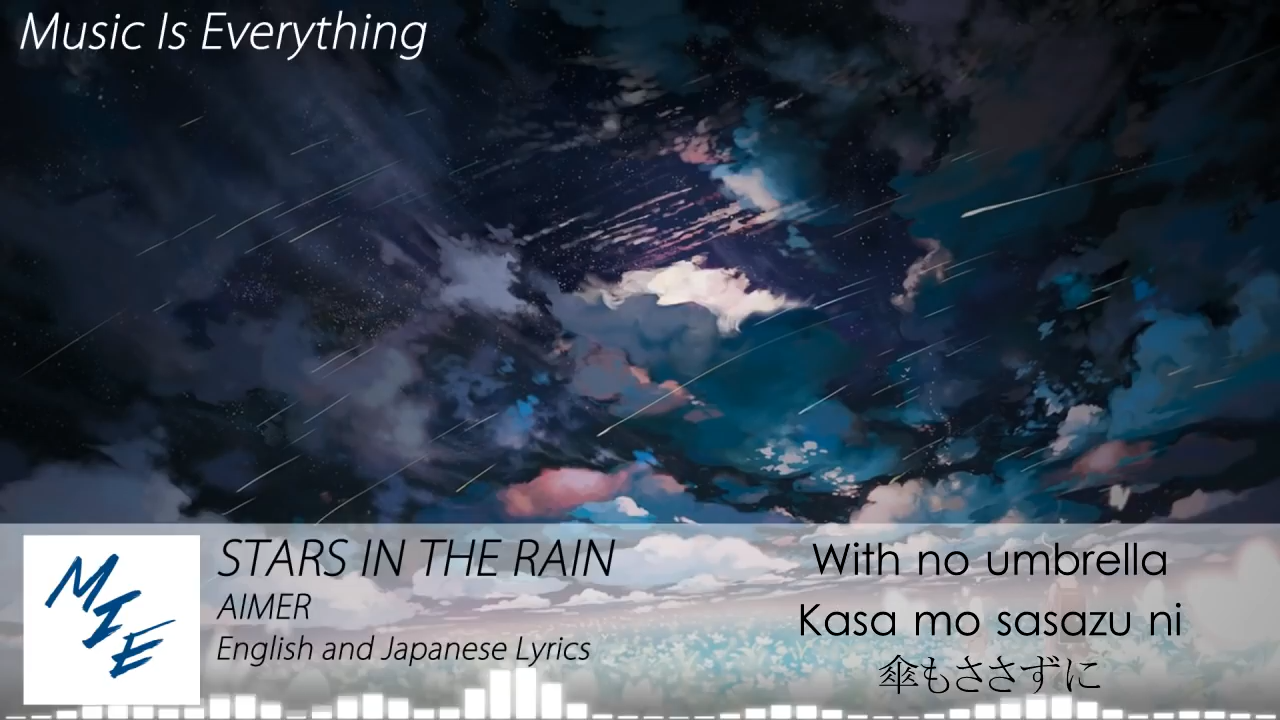 Music Is Everything
MIE
STARS IN THE RAIN
AIMER
English and Japanese Lyrics
With no umbrella
Kasa mo sasazu ni
傘もささずに